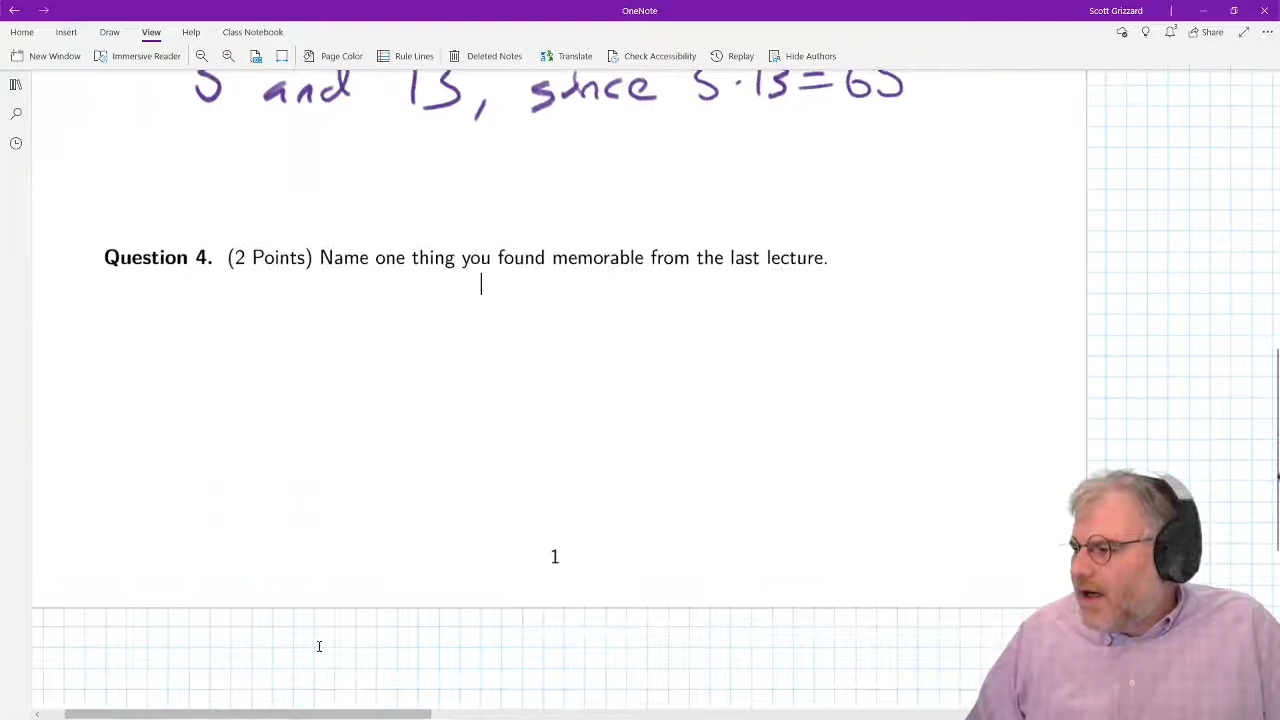 OneNote
Scott Grizzard
Home Insert Draw View Help Class Notebook
Share
New Window Immersive Reader Page Color Rule Lines Deleted Notes Translate Check Accessibility Replay Hide Authors
5 and 13, since 5·13=65
Question 4. (2 Points) Name one thing you found memorable from the last lecture.
1